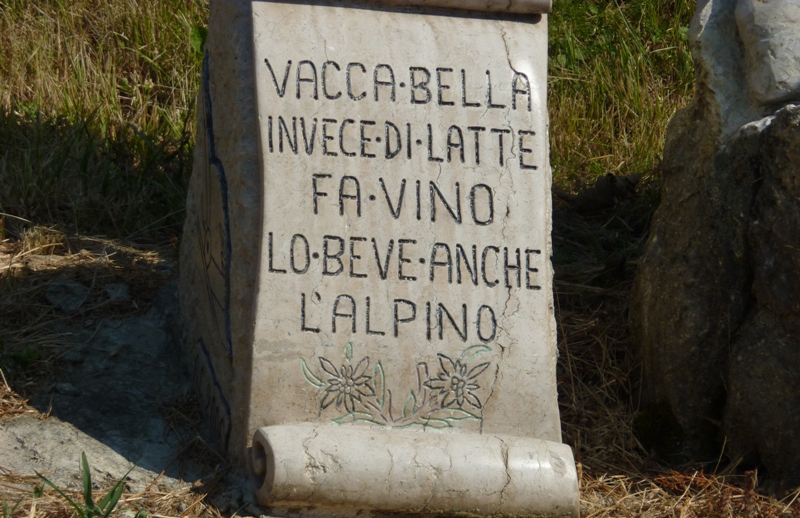 VACCA·BELLA
INVECE·DI·LATTE
FA·VINO
LO·BEVE·ANCHE
L'ALPINO